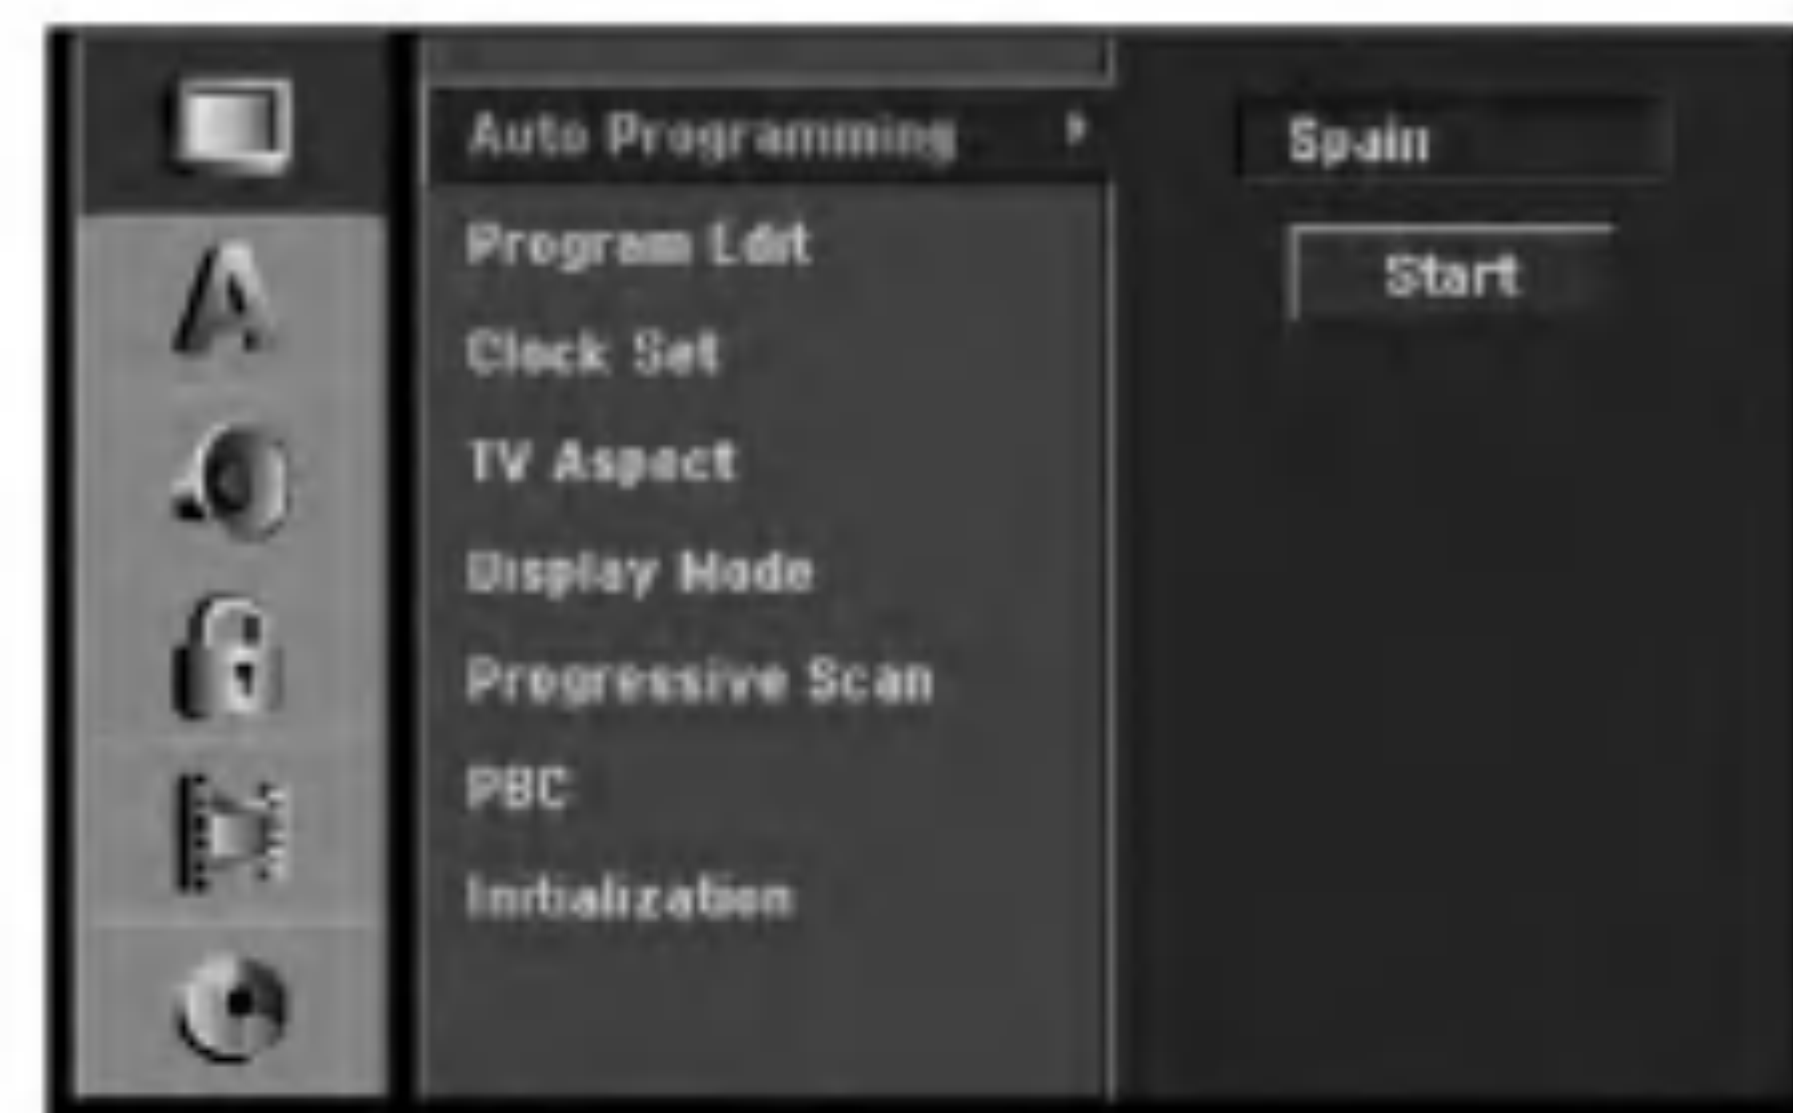 Auto Programming
Spain
Start
Program Edit
Clock Set
TV Aspect
Display Mode
Progressive Scan
PBC
Initialization